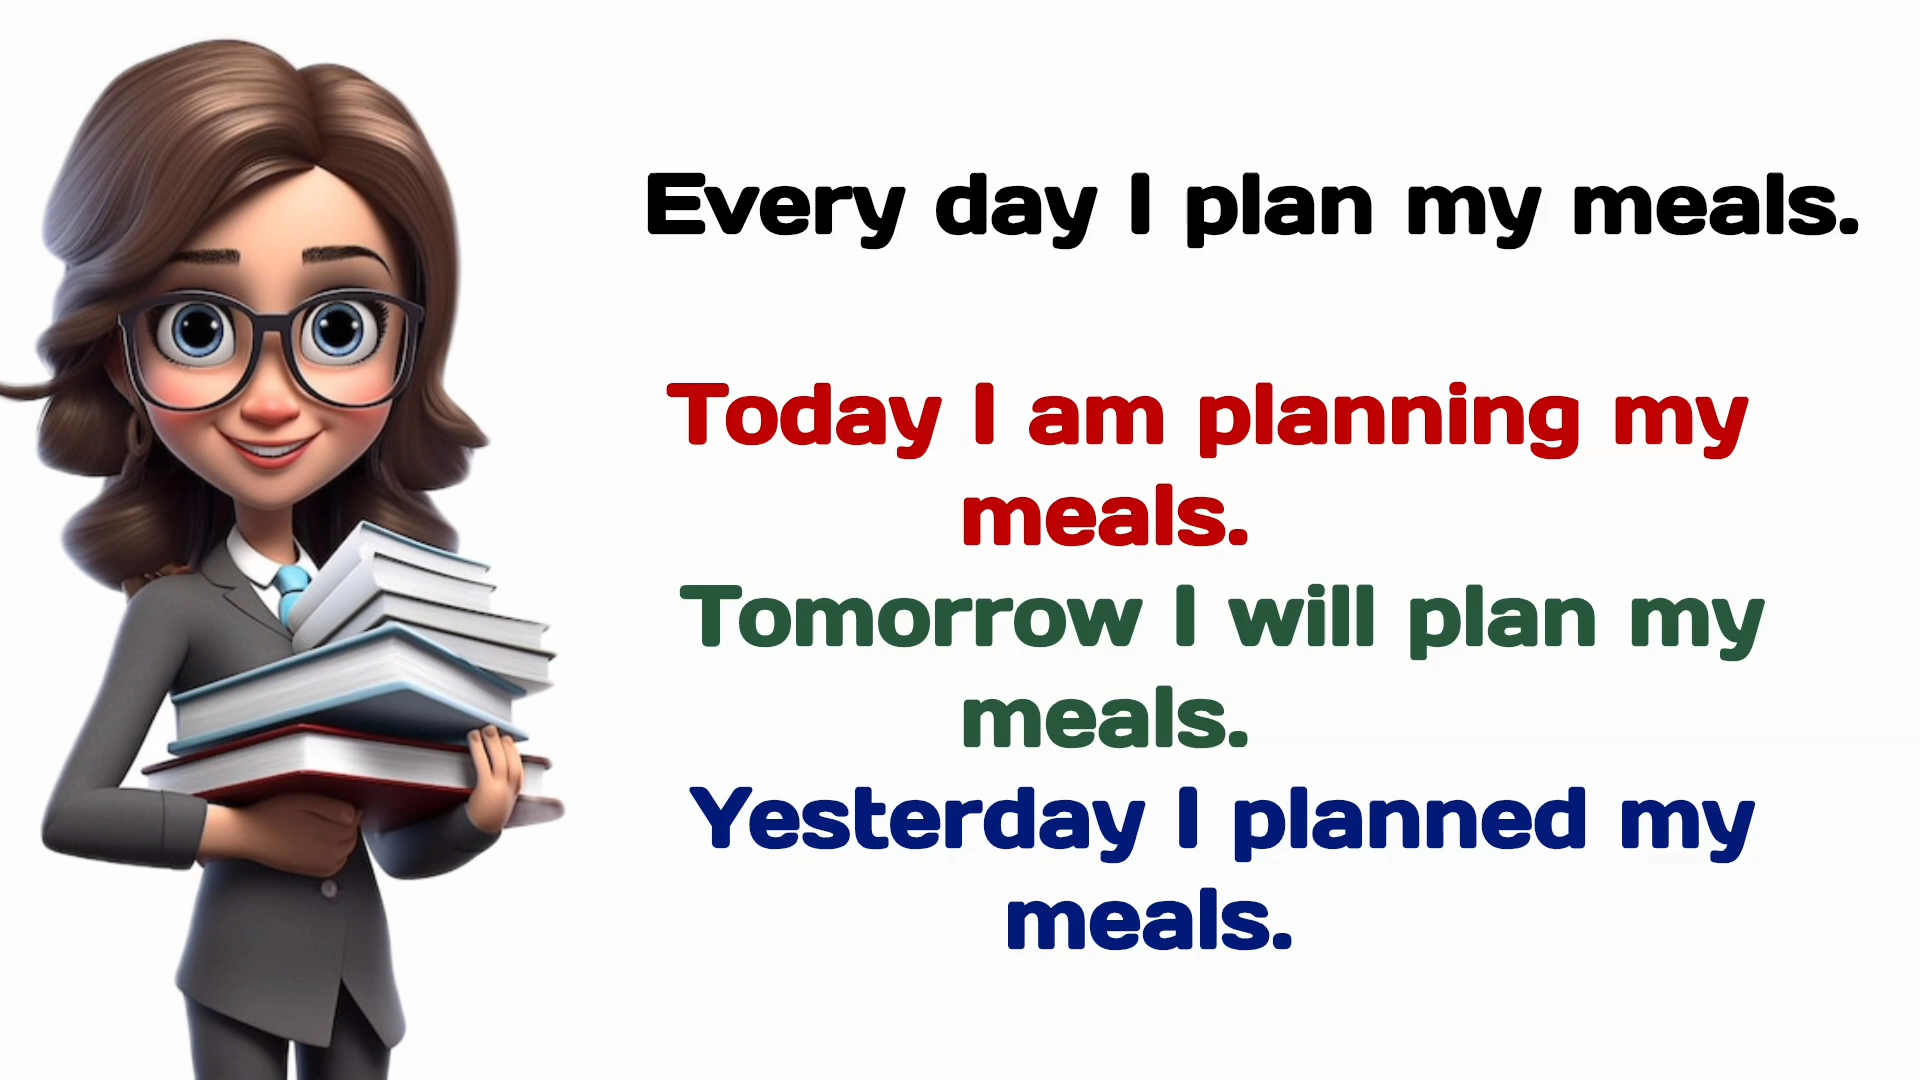 Every day I plan my meals.
Today I am planning my
meals.
Tomorrow I will plan my
meals.
Yesterday I planned my
meals.